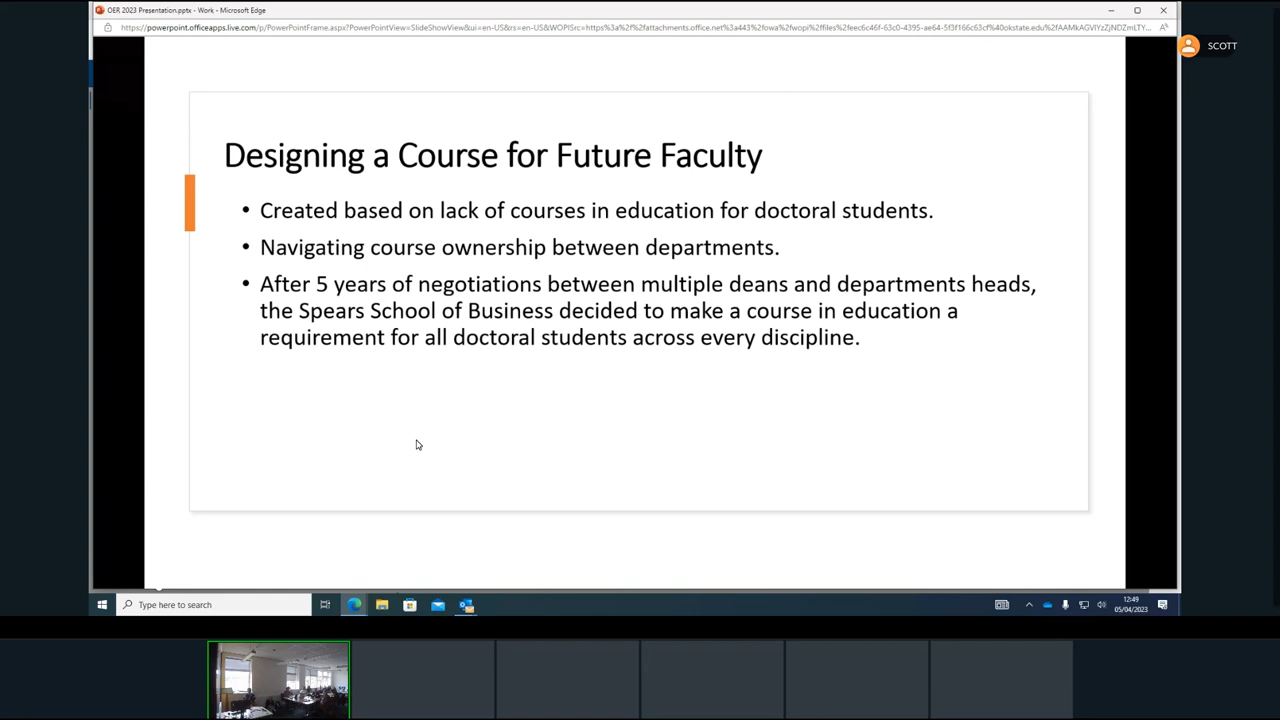 OER 2023 Presentation.pptx - Work - Microsoft Edge
SCOTT
Designing a Course for Future Faculty
• Created based on lack of courses in education for doctoral students.
• Navigating course ownership between departments.
• After 5 years of negotiations between multiple deans and departments heads,
the Spears School of Business decided to make a course in education a
requirement for all doctoral students across every discipline.
Type here to search
12:49
05/04/2023